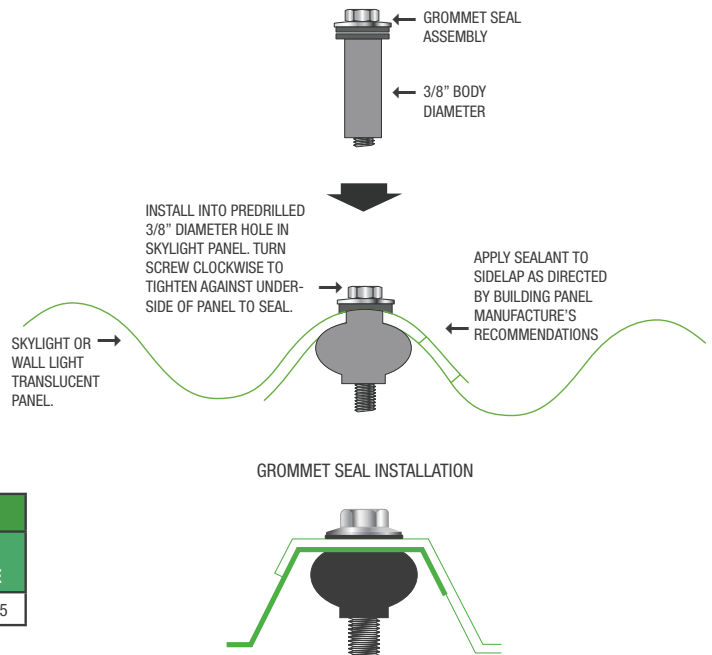 GROMMET SEAL
ASSEMBLY
3/8” BODY
DIAMETER
INSTALL INTO PREDRILLED
3/8” DIAMETER HOLE IN
SKYLIGHT PANEL. TURN
SCREW CLOCKWISE TO
TIGHTEN AGAINST UNDER-
SIDE OF PANEL TO SEAL.
APPLY SEALANT TO
SIDELAP AS DIRECTED
BY BUILDING PANEL
MANUFACTURE’S
RECOMMENDATIONS
SKYLIGHT OR
WALL LIGHT
TRANSLUCENT
PANEL.
GROMMET SEAL INSTALLATION
5